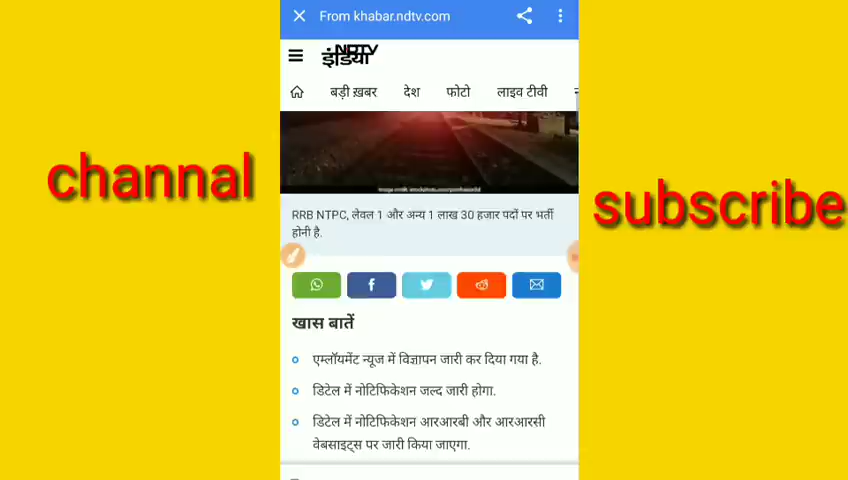 From khabar.ndtv.com
NDTV
इंडिया
बड़ी ख़बर देश फोटो लाइव टीवी
channal
subscribe
RRB NTPC, लेवल 1 और अन्य 1 लाख 30 हजार पदों पर भर्ती
होनी है.
खास बातें
एम्लॉयमेंट न्यूज में विज्ञापन जारी कर दिया गया है.
डिटेल में नोटिफिकेशन जल्द जारी होगा.
डिटेल में नोटिफिकेशन आरआरबी और आरआरसी
वेबसाइट्स पर जारी किया जाएगा.